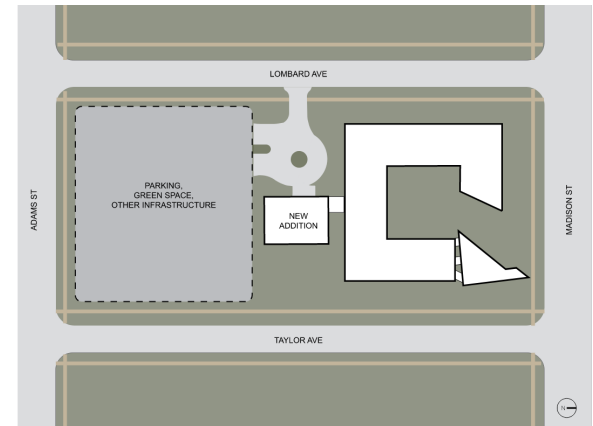 LOMBARD AVE
ADAMS ST
PARKING,
GREEN SPACE,
OTHER INFRASTRUCTURE
NEW
ADDITION
MADISON ST
TAYLOR AVE
N